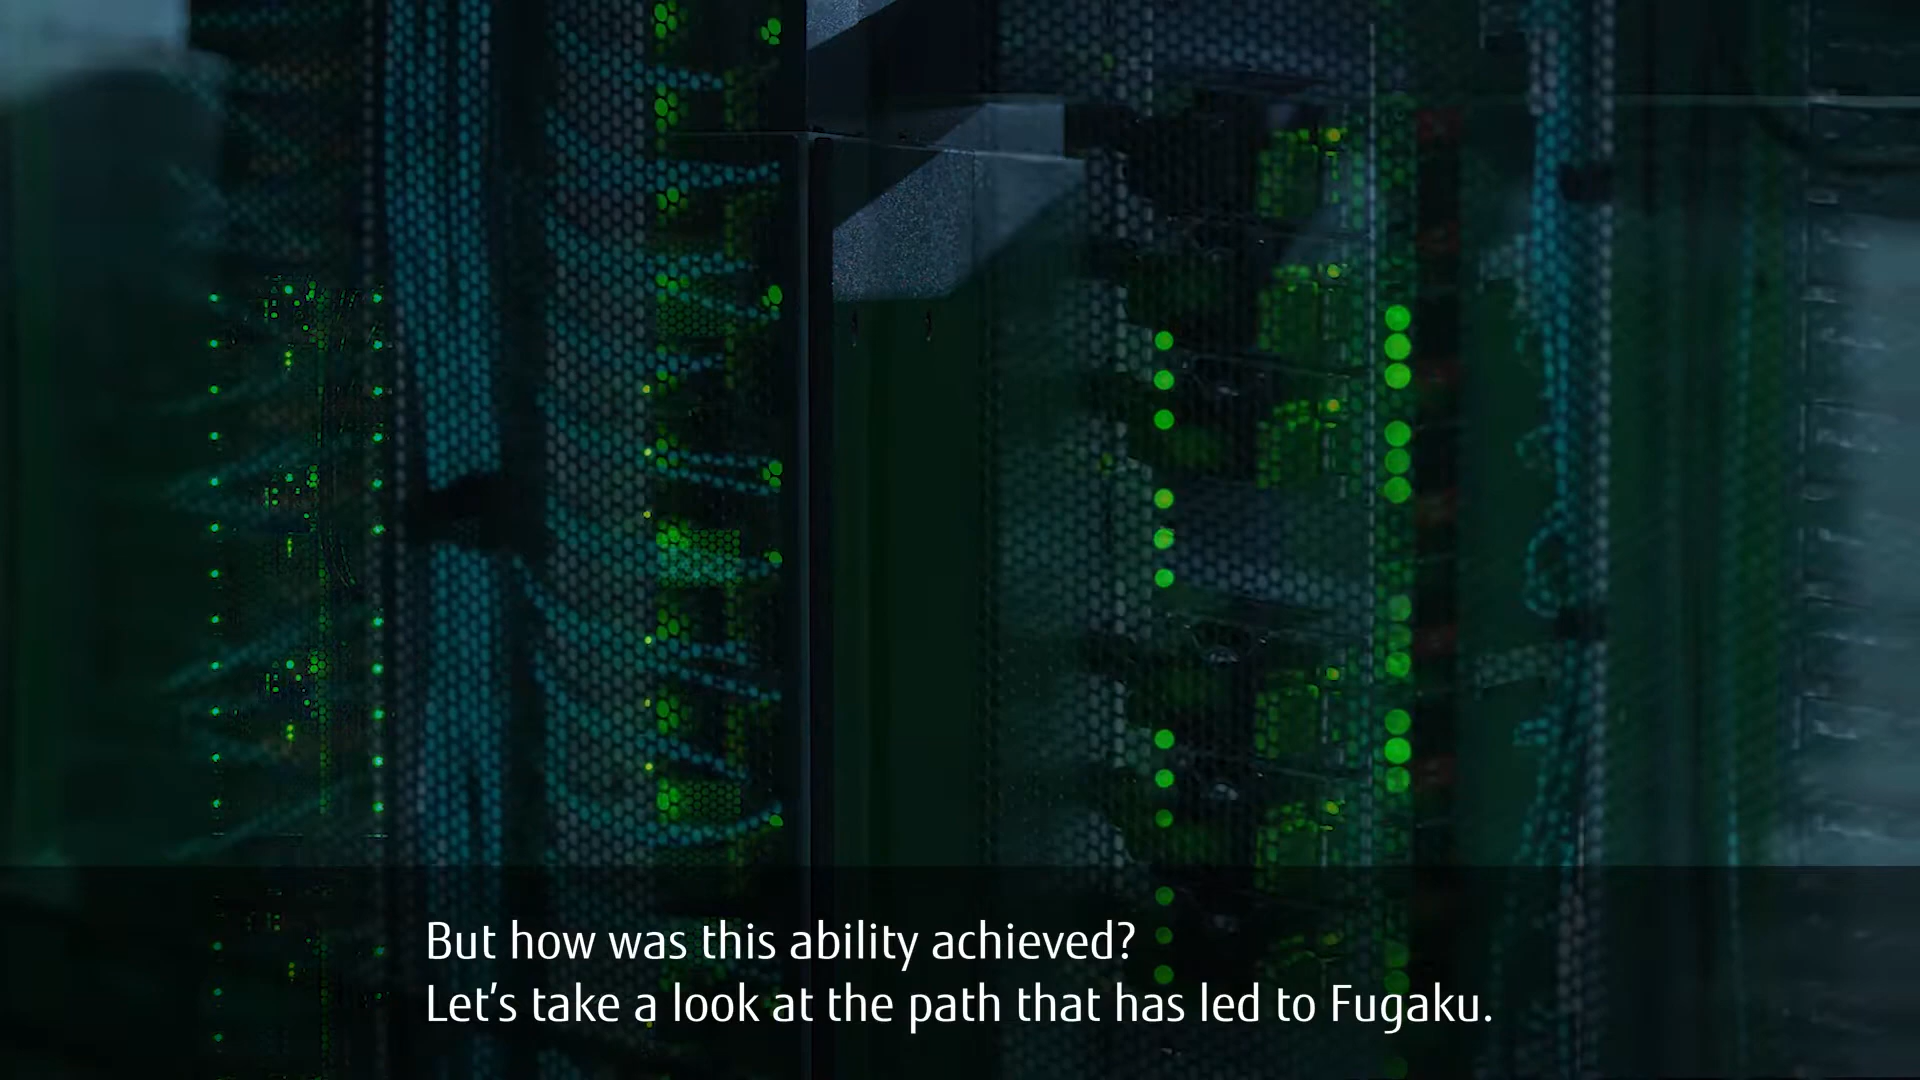 But how was this ability achieved?
Let’s take a look at the path that has led to Fugaku.